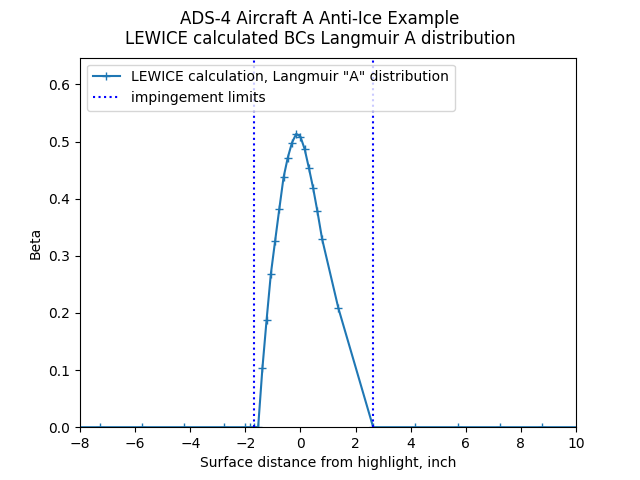 ADS-4 Aircraft A Anti-Ice Example
LEWICE calculated BCs Langmuir A distribution
LEWICE calculation, Langmuir "A" distribution
impingement limits
0.6
0.5
0.4
0.3
0.2
0.1
0.0
Beta
−8 −6 −4 −2 0 2 4 6 8 10
Surface distance from highlight, inch